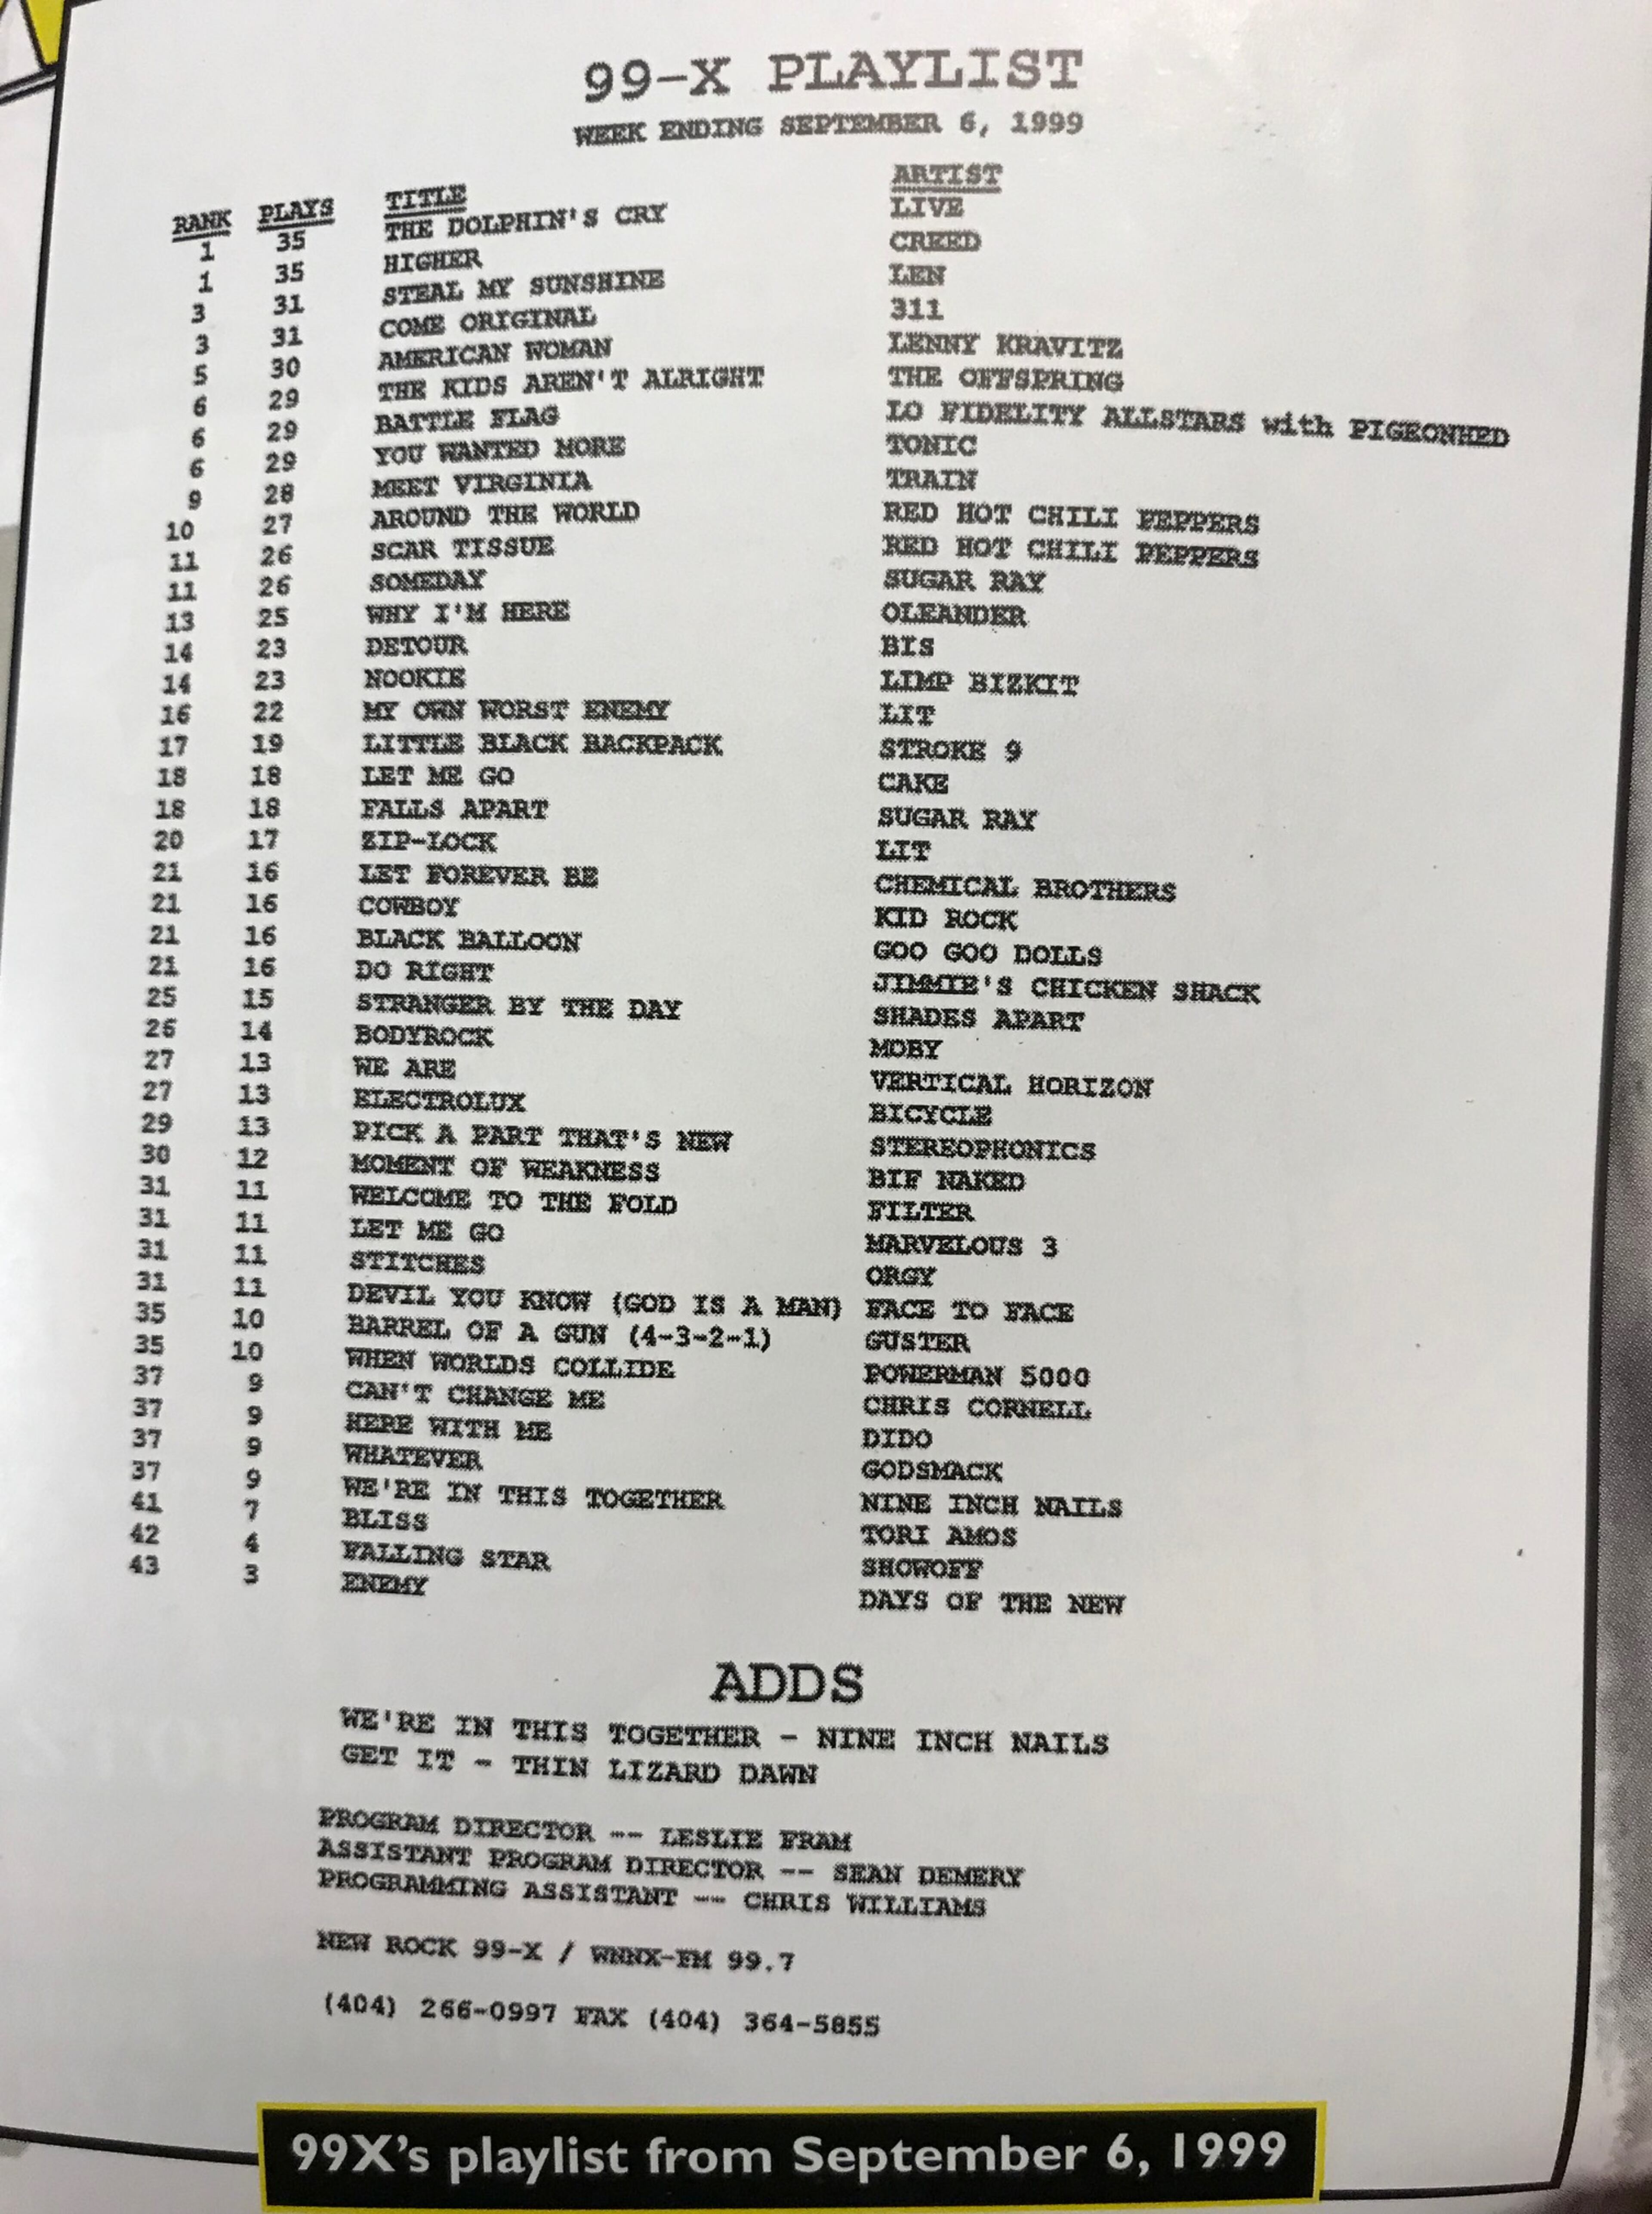 99-X PLAYLIST
WEEK ENDING SEPTEMBER 6, 1999
RANK PLAYS TITLE ARTIST
1 35 THE DOLPHIN'S CRY LIVE
1 35 HIGHER CREED
3 31 STEAL MY SUNSHINE LEN
3 31 COME ORIGINAL 311
5 30 AMERICAN WOMAN LENNY KRAVITZ
6 29 THE KIDS AREN'T ALRIGHT THE OFFSPRING
6 29 BATTLE FLAG LO FIDELITY ALLSTARS with PIGEONHED
6 29 YOU WANTED MORE TONIC
9 28 MEET VIRGINIA TRAIN
10 27 AROUND THE WORLD RED HOT CHILI PEPPERS
11 26 SCAR TISSUE RED HOT CHILI PEPPERS
11 26 SOMEDAY SUGAR RAY
13 25 WHY I'M HERE OLEANDER
14 23 DETOUR BIS
14 23 NOOKIE LIMP BIZKIT
16 22 MY OWN WORST ENEMY LIT
17 19 LITTLE BLACK BACKPACK STROKE 9
18 18 LET ME GO CAKE
18 18 FALLS APART SUGAR RAY
20 17 ZIP-LOCK LIT
21 16 LET FOREVER BE CHEMICAL BROTHERS
21 16 COWBOY KID ROCK
21 16 BLACK BALLOON GOO GOO DOLLS
21 16 DO RIGHT JIMMIE'S CHICKEN SHACK
25 15 STRANGER BY THE DAY SHADES APART
26 14 BODYROCK MOBY
27 13 WE ARE VERTICAL HORIZON
27 13 ELECTROLUX BICYCLE
29 13 PICK A PART THAT'S NEW STEREOPHONICS
30 12 MOMENT OF WEAKNESS BIF NAKED
31 11 WELCOME TO THE FOLD FILTER
31 11 LET ME GO MARVELOUS 3
31 11 STITCHES ORGY
31 11 DEVIL YOU KNOW (GOD IS A MAN) FACE TO FACE
35 10 BARREL OF A GUN (4-3-2-1) GUSTER
35 10 WHEN WORLDS COLLIDE POWERMAN 5000
37 9 CAN'T CHANGE ME CHRIS CORNELL
37 9 HERE WITH ME DIDO
37 9 WHATEVER GODSMACK
37 9 WE'RE IN THIS TOGETHER NINE INCH NAILS
41 7 BLISS TORI AMOS
42 4 FALLING STAR SHOWOFF
43 3 ENEMY DAYS OF THE NEW
ADDS
WE'RE IN THIS TOGETHER - NINE INCH NAILS
GET IT - THIN LIZARD DAWN
PROGRAM DIRECTOR -- LESLIE FRAM
ASSISTANT PROGRAM DIRECTOR -- SEAN DEMERY
PROGRAMMING ASSISTANT -- CHRIS WILLIAMS
NEW ROCK 99-X / WNNX-FM 99.7
(404) 266-0997 FAX (404) 364-5855
99X's playlist from September 6, 1999